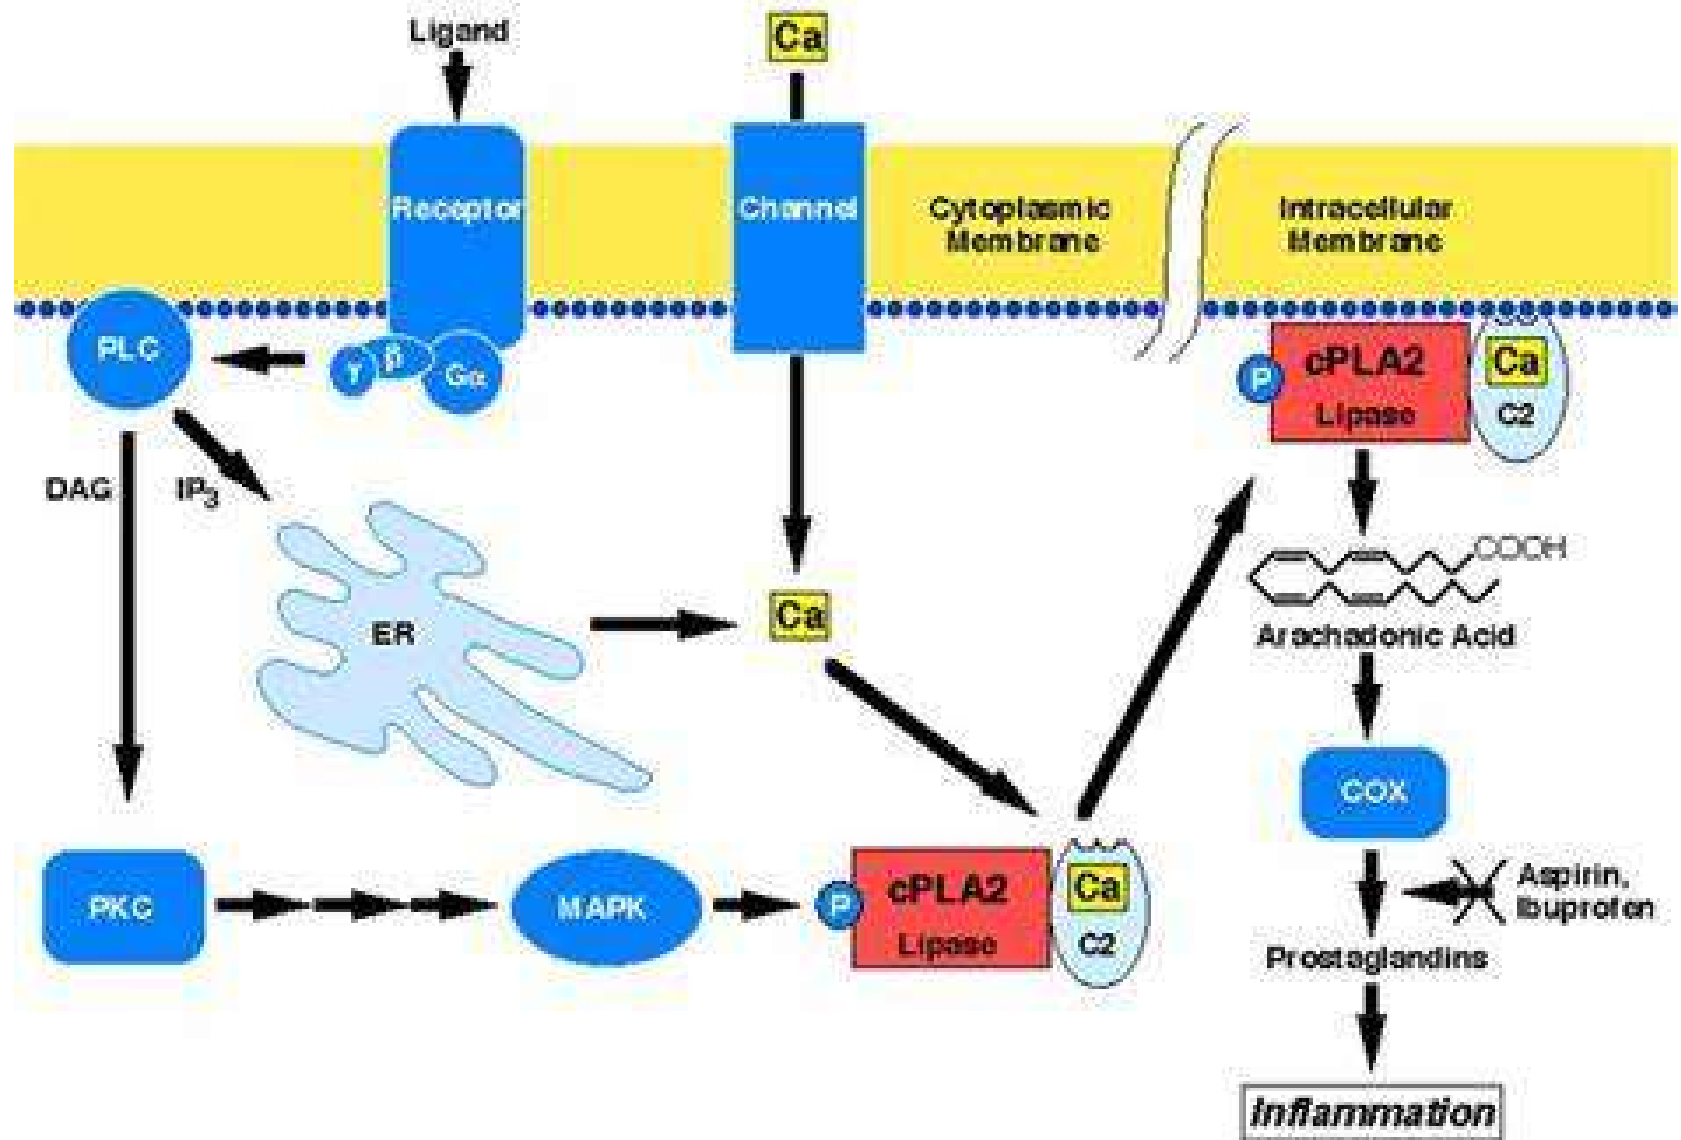 Ligand
Ca
Receptor
Channel
Cytoplasmic
Membrane
Intracellular
Membrane
PLC
γ
β
Gα
P
cPLA2
Lipase
Ca
C2
DAG
IP3
COOH
ER
Ca
Arachadonic Acid
COX
PKC
MAPK
P
cPLA2
Lipase
Ca
C2
Aspirin,
Ibuprofen
Prostaglandins
Inflammation